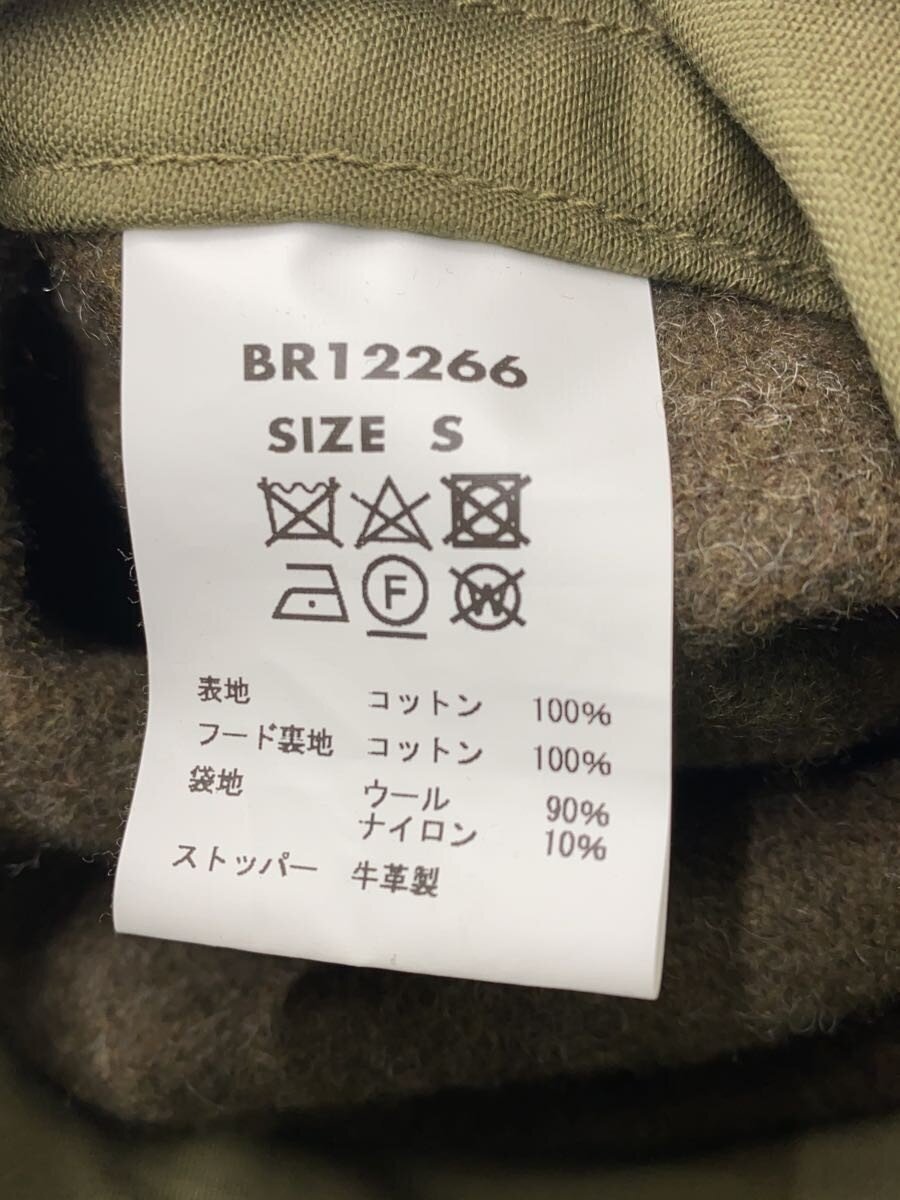 BR12266
SIZE S
F W
表地 コットン 100%
フード裏地 コットン 100%
袋地 ウール 90%
ナイロン 10%
ストッパー 牛革製